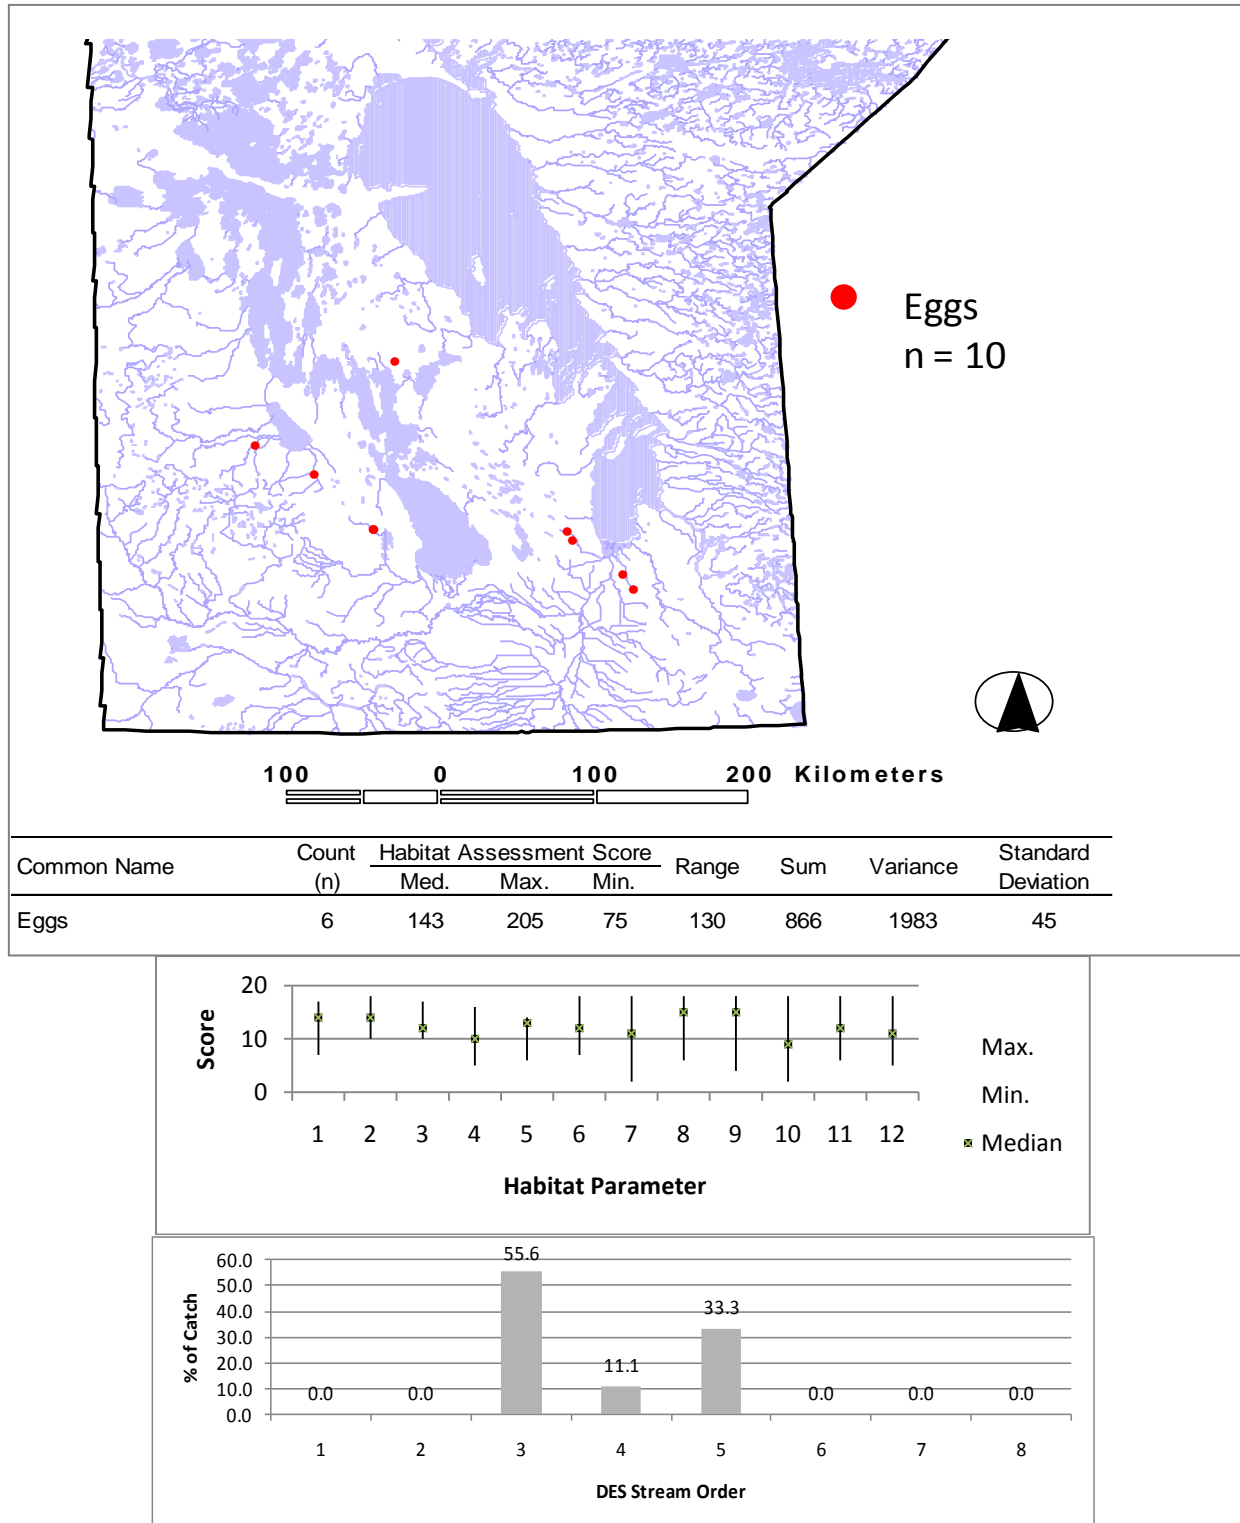 Eggs
n = 10
100 0 100 200 Kilometers
Common Name Count (n) Habitat Assessment Score Range Sum Variance Standard Deviation
Med. Max. Min.
Eggs 6 143 205 75 130 866 1983 45
20
10
0
Score
1 2 3 4 5 6 7 8 9 10 11 12
Habitat Parameter
Max.
Min.
Median
60.0
50.0
40.0
30.0
20.0
10.0
0.0
% of Catch
0.0 0.0 55.6 11.1 33.3 0.0 0.0 0.0
1 2 3 4 5 6 7 8
DES Stream Order